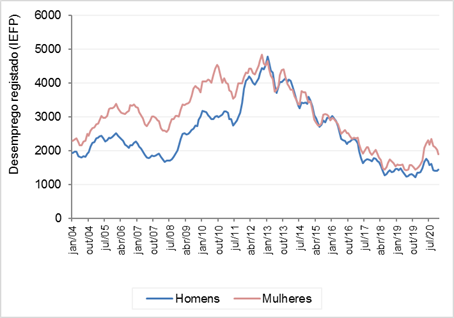 Desemprego registado (IEFP)
6000
5000
4000
3000
2000
1000
0
jan/04
out/04
jul/05
abr/06
jan/07
out/07
jul/08
abr/09
jan/10
out/10
jul/11
abr/12
jan/13
out/13
jul/14
abr/15
jan/16
out/16
jul/17
abr/18
jan/19
out/19
jul/20
Homens Mulheres